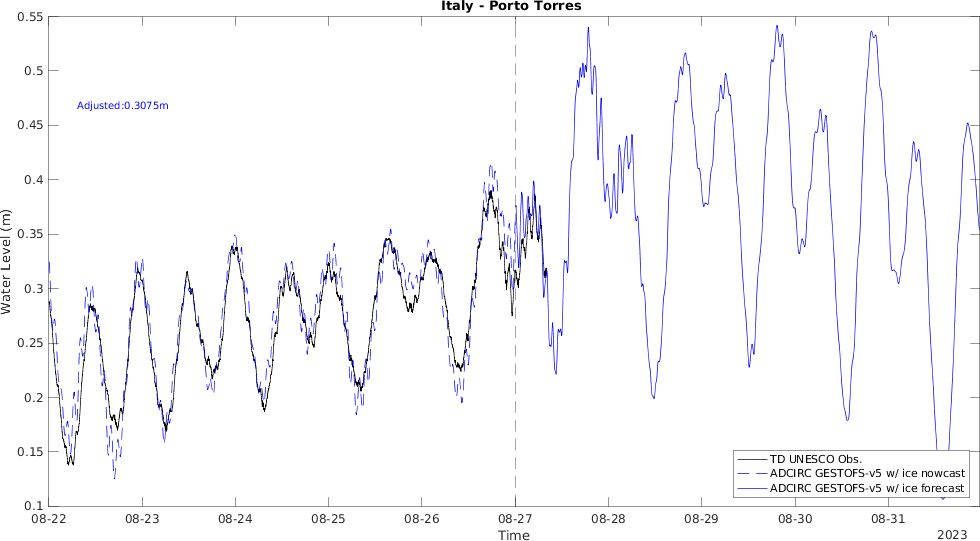 Italy - Porto Torres
0.55
0.5
0.45
0.4
0.35
0.3
0.25
0.2
0.15
0.1
Water Level (m)
Adjusted:0.3075m
TD UNESCO Obs.
ADCIRC GESTOFS-v5 w/ ice nowcast
ADCIRC GESTOFS-v5 w/ ice forecast
08-22 08-23 08-24 08-25 08-26 08-27 08-28 08-29 08-30 08-31
Time
2023